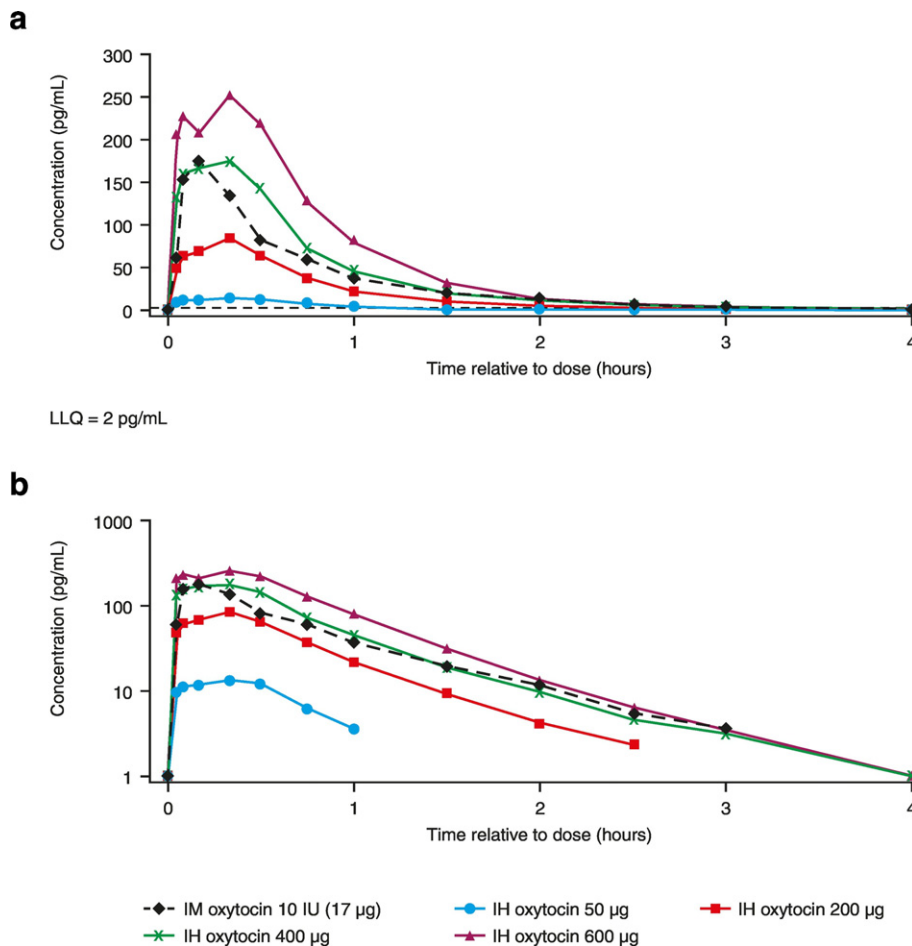 a
300
250
200
150
100
50
0
Concentration (pg/mL)
0 1 2 3 4
Time relative to dose (hours)
LLQ = 2 pg/mL
b
1000
100
10
1
Concentration (pg/mL)
0 1 2 3 4
Time relative to dose (hours)
IM oxytocin 10 IU (17 µg) IH oxytocin 50 µg IH oxytocin 200 µg
IH oxytocin 400 µg IH oxytocin 600 µg